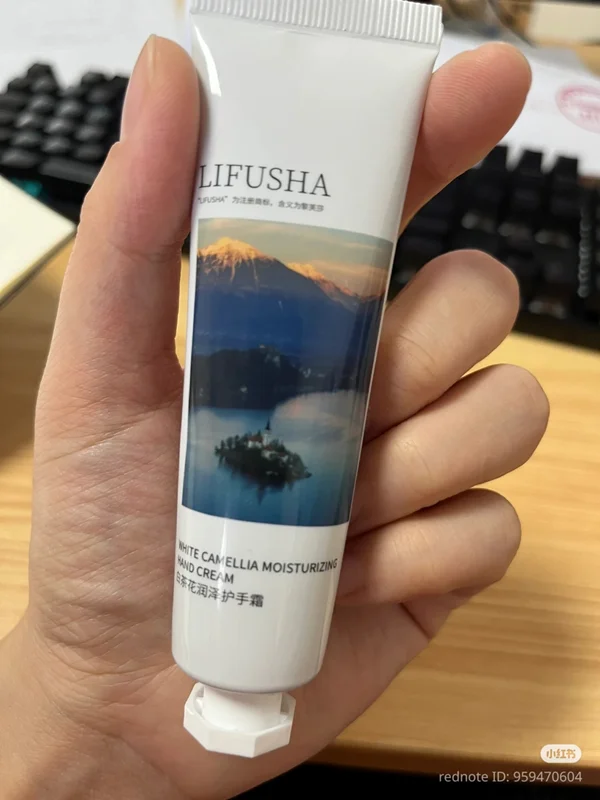 LIFUSHA
"LIFUSHA" 为注册商标，含义为黎芙莎
WHITE CAMELLIA MOISTURIZING
HAND CREAM
白茶花润泽护手霜
小红书
rednote ID: 959470604